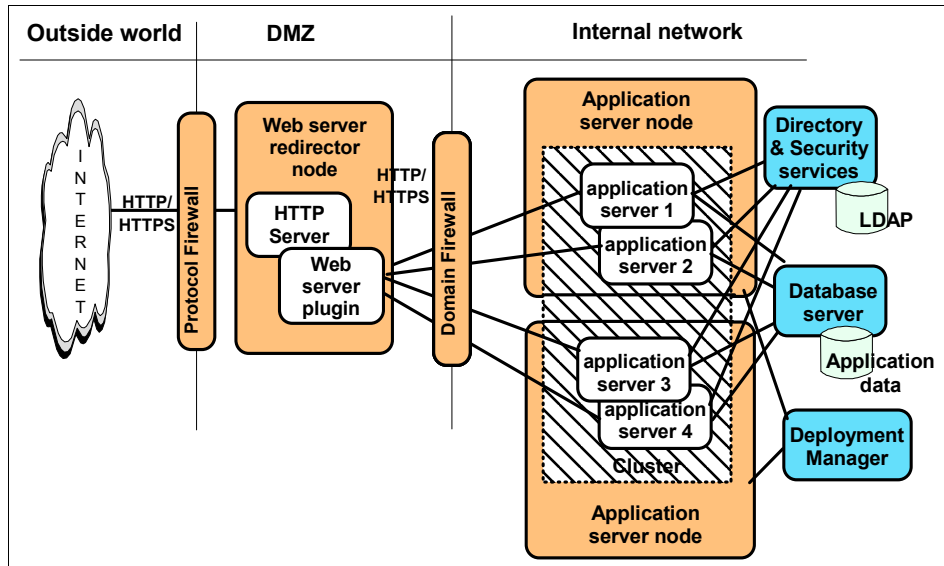 Outside world
DMZ
Internal network
INTERNET
HTTP/
HTTPS
Protocol Firewall
Web server
redirector
node
HTTP
Server
Web
server
plugin
HTTP/
HTTPS
Domain Firewall
Application
server node
application
server 1
application
server 2
application
server 3
application
server 4
Cluster
Application
server node
Directory
& Security
services
LDAP
Database
server
Application
data
Deployment
Manager